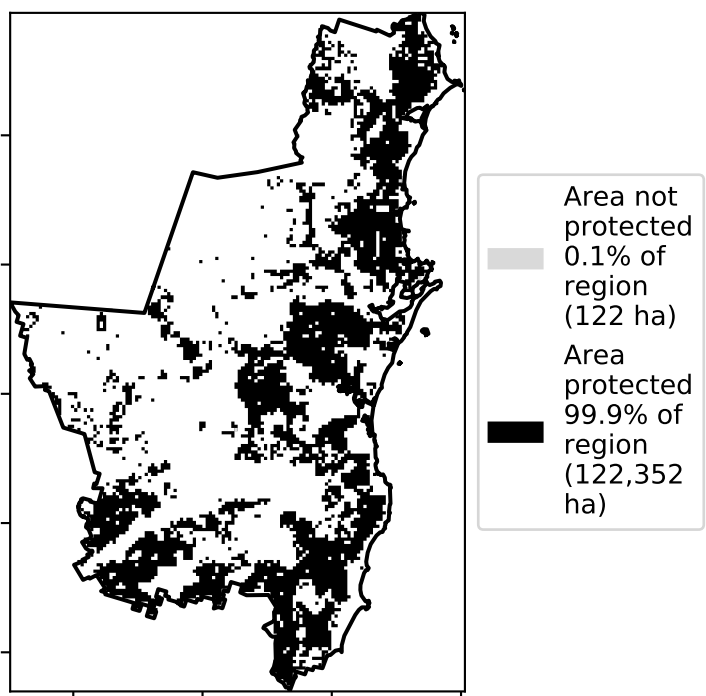 Area not
protected
0.1% of
region
(122 ha)
Area
protected
99.9% of
region
(122,352
ha)